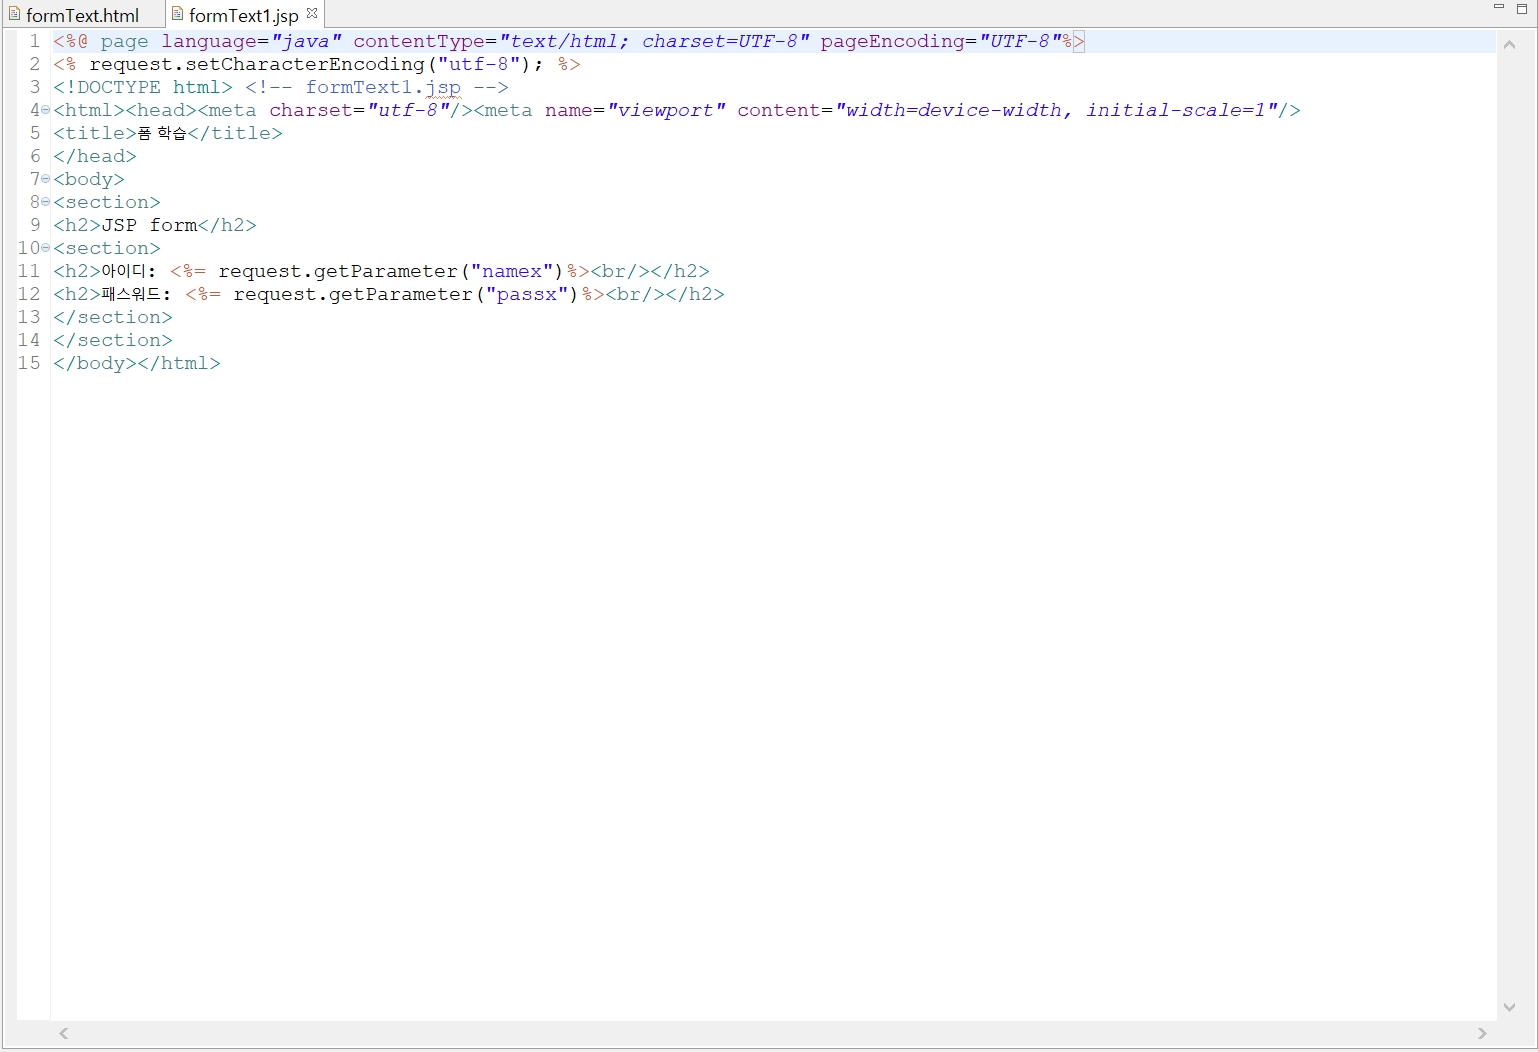 formText.html formText1.jsp
1 <%@ page language="java" contentType="text/html; charset=UTF-8" pageEncoding="UTF-8"%>
2 <% request.setCharacterEncoding("utf-8"); %>
3 <!DOCTYPE html> <!-- formText1.jsp -->
4 <html><head><meta charset="utf-8"/><meta name="viewport" content="width=device-width, initial-scale=1"/>
5 <title>폼 학습</title>
6 </head>
7 <body>
8 <section>
9 <h2>JSP form</h2>
10 <section>
11 <h2>아이디: <%= request.getParameter("namex")%><br/></h2>
12 <h2>패스워드: <%= request.getParameter("passx")%><br/></h2>
13 </section>
14 </section>
15 </body></html>